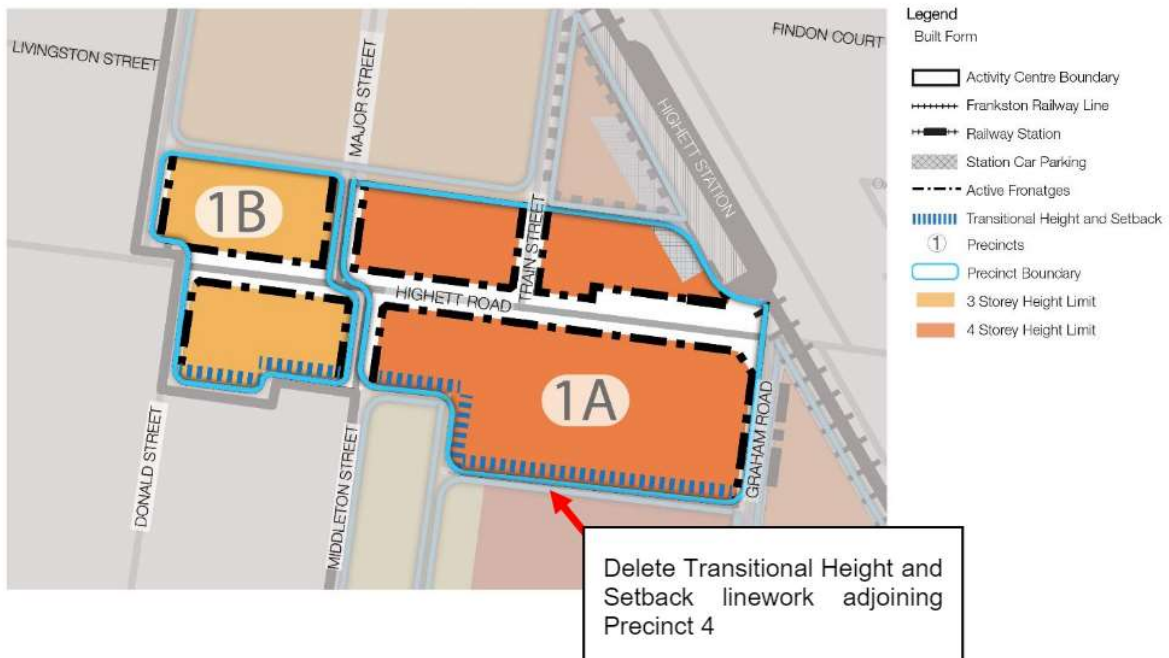 Legend
Built Form
Activity Centre Boundary
Frankston Railway Line
Railway Station
Station Car Parking
Active Fronatges
Transitional Height and Setback
1 Precincts
Precinct Boundary
3 Storey Height Limit
4 Storey Height Limit
LIVINGSTON STREET
MAJOR STREET
FINDON COURT
HIGHETT STATION
1B
TRAIN STREET
HIGHETT ROAD
1A
GRAHAM ROAD
DONALD STREET
MIDDLETON STREET
Delete Transitional Height and
Setback linework adjoining
Precinct 4